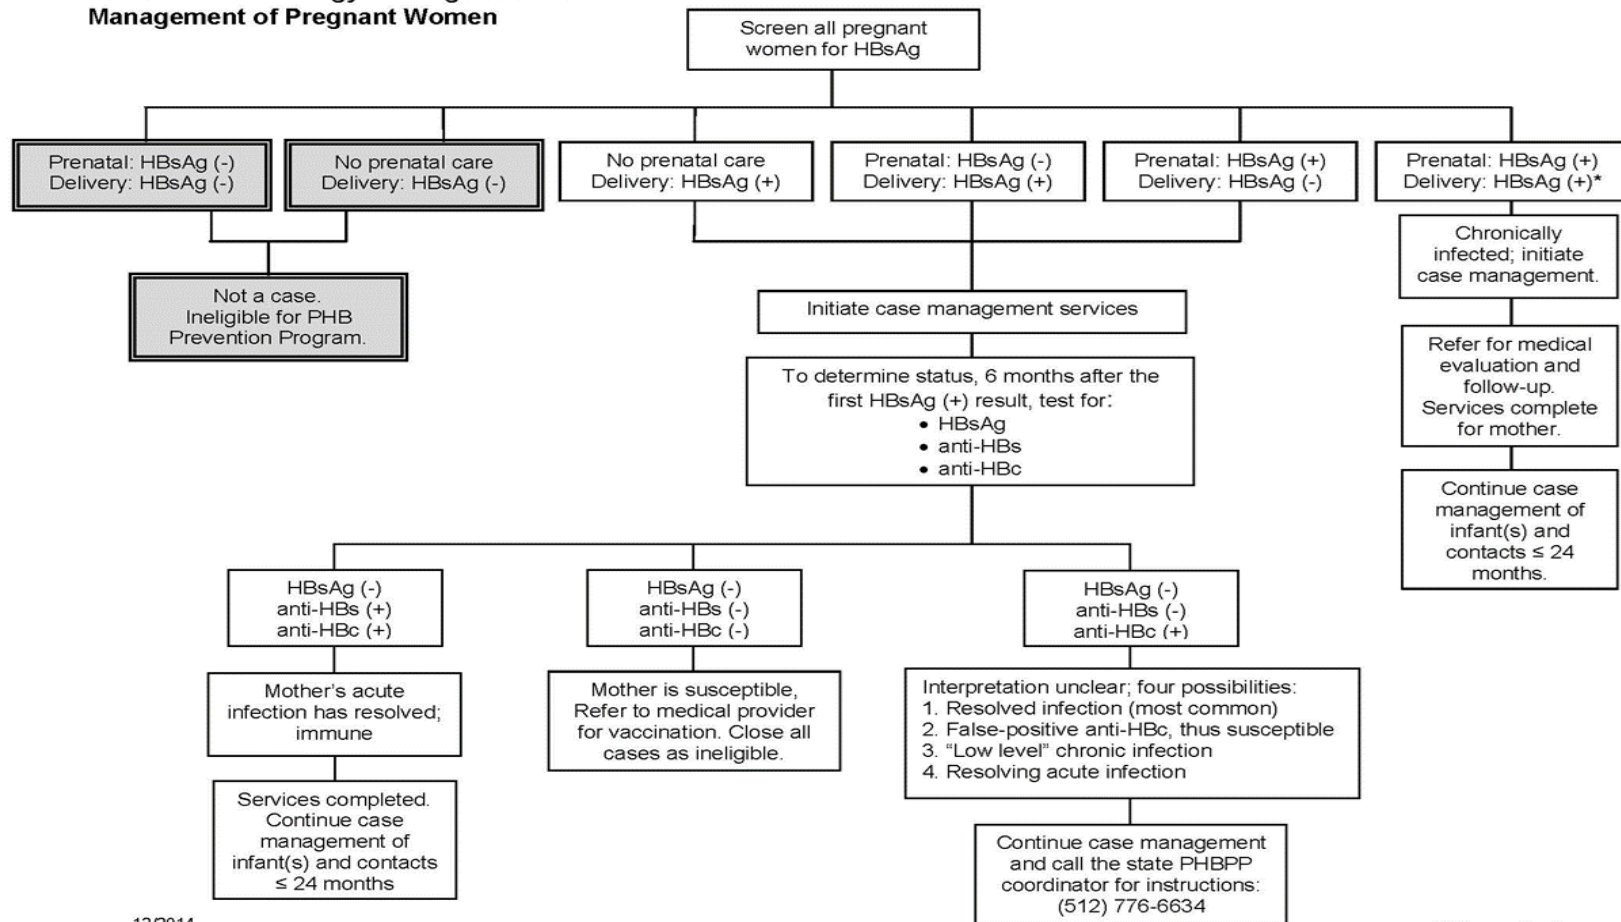 Management of Pregnant Women
Screen all pregnant
women for HBsAg
Prenatal: HBsAg (-)
Delivery: HBsAg (-)
No prenatal care
Delivery: HBsAg (-)
No prenatal care
Delivery: HBsAg (+)
Prenatal: HBsAg (-)
Delivery: HBsAg (+)
Prenatal: HBsAg (+)
Delivery: HBsAg (-)
Prenatal: HBsAg (+)
Delivery: HBsAg (+)*
Not a case.
Ineligible for PHB
Prevention Program.
Initiate case management services
To determine status, 6 months after the
first HBsAg (+) result, test for:
• HBsAg
• anti-HBs
• anti-HBc
Chronically
infected; initiate
case management.
Refer for medical
evaluation and
follow-up.
Services complete
for mother.
Continue case
management of
infant(s) and
contacts ≤ 24
months.
HBsAg (-)
anti-HBs (+)
anti-HBc (+)
HBsAg (-)
anti-HBs (-)
anti-HBc (-)
HBsAg (-)
anti-HBs (-)
anti-HBc (+)
Mother's acute
infection has resolved;
immune
Services completed.
Continue case
management of
infant(s) and contacts
≤ 24 months
Mother is susceptible,
Refer to medical provider
for vaccination. Close all
cases as ineligible.
Interpretation unclear; four possibilities:
1. Resolved infection (most common)
2. False-positive anti-HBc, thus susceptible
3. “Low level” chronic infection
4. Resolving acute infection
Continue case management
and call the state PHBPP
coordinator for instructions:
(512) 776-6634